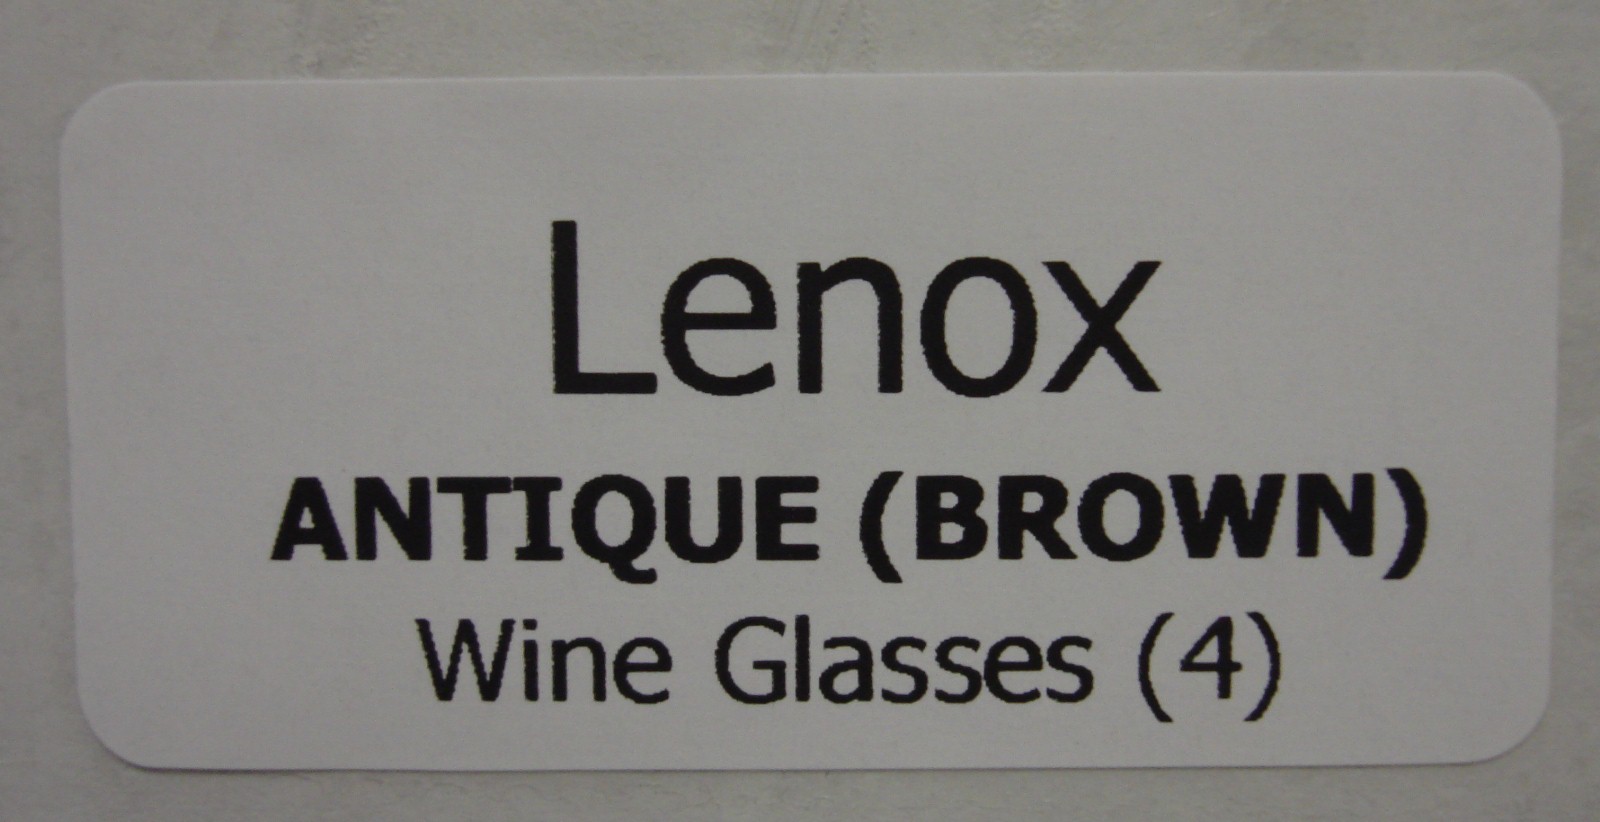 Lenox
ANTIQUE (BROWN)
Wine Glasses (4)